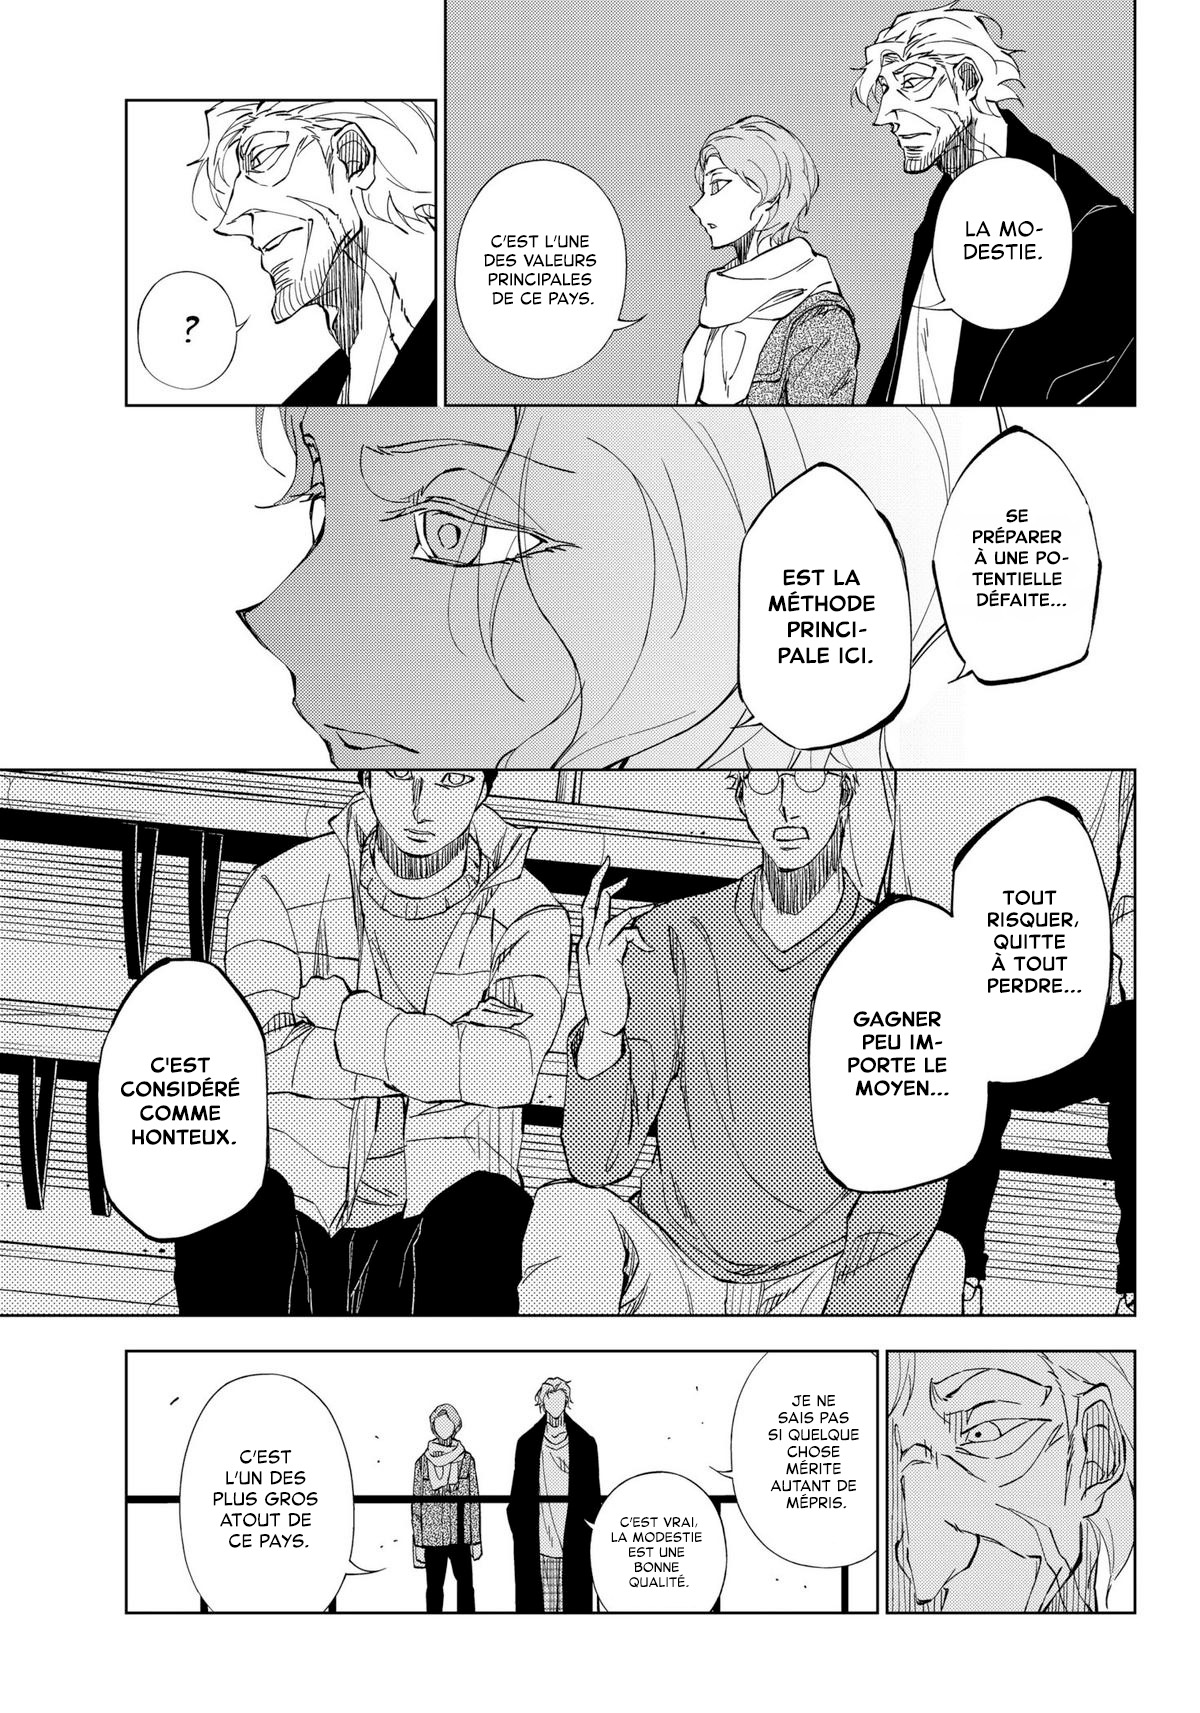 LA MO-
DESTIE.
C'EST L'UNE
DES VALEURS
PRINCIPALES
DE CE PAYS.
?
SE
PRÉPARER
À UNE PO-
TENTIELLE
DÉFAITE...
EST LA
MÉTHODE
PRINCI-
PALE ICI.
TOUT
RISQUER,
QUITTE
À TOUT
PERDRE...
GAGNER
PEU IM-
PORTE LE
MOYEN...
C'EST
CONSIDÉRÉ
COMME
HONTEUX.
JE NE
SAIS PAS
SI QUELQUE
CHOSE
MÉRITE
AUTANT DE
MÉPRIS.
C'EST VRAI,
LA MODESTIE
EST UNE
BONNE
QUALITÉ.
C'EST
L'UN DES
PLUS GROS
ATOUT DE
CE PAYS.